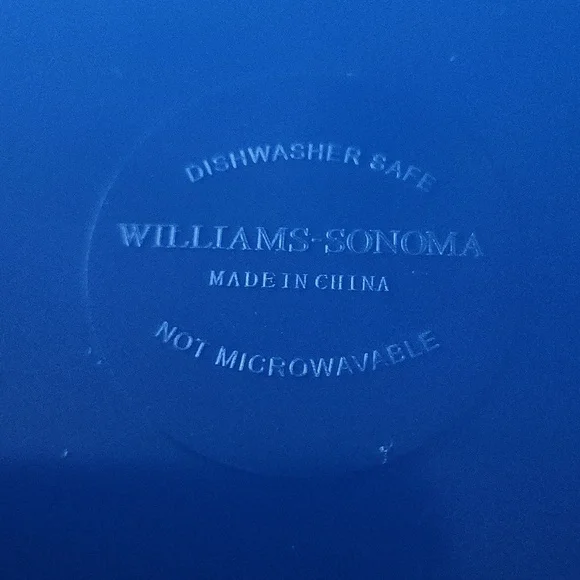 DISHWASHER SAFE
WILLIAMS-SONOMA
MADE IN CHINA
NOT MICROWAVABLE